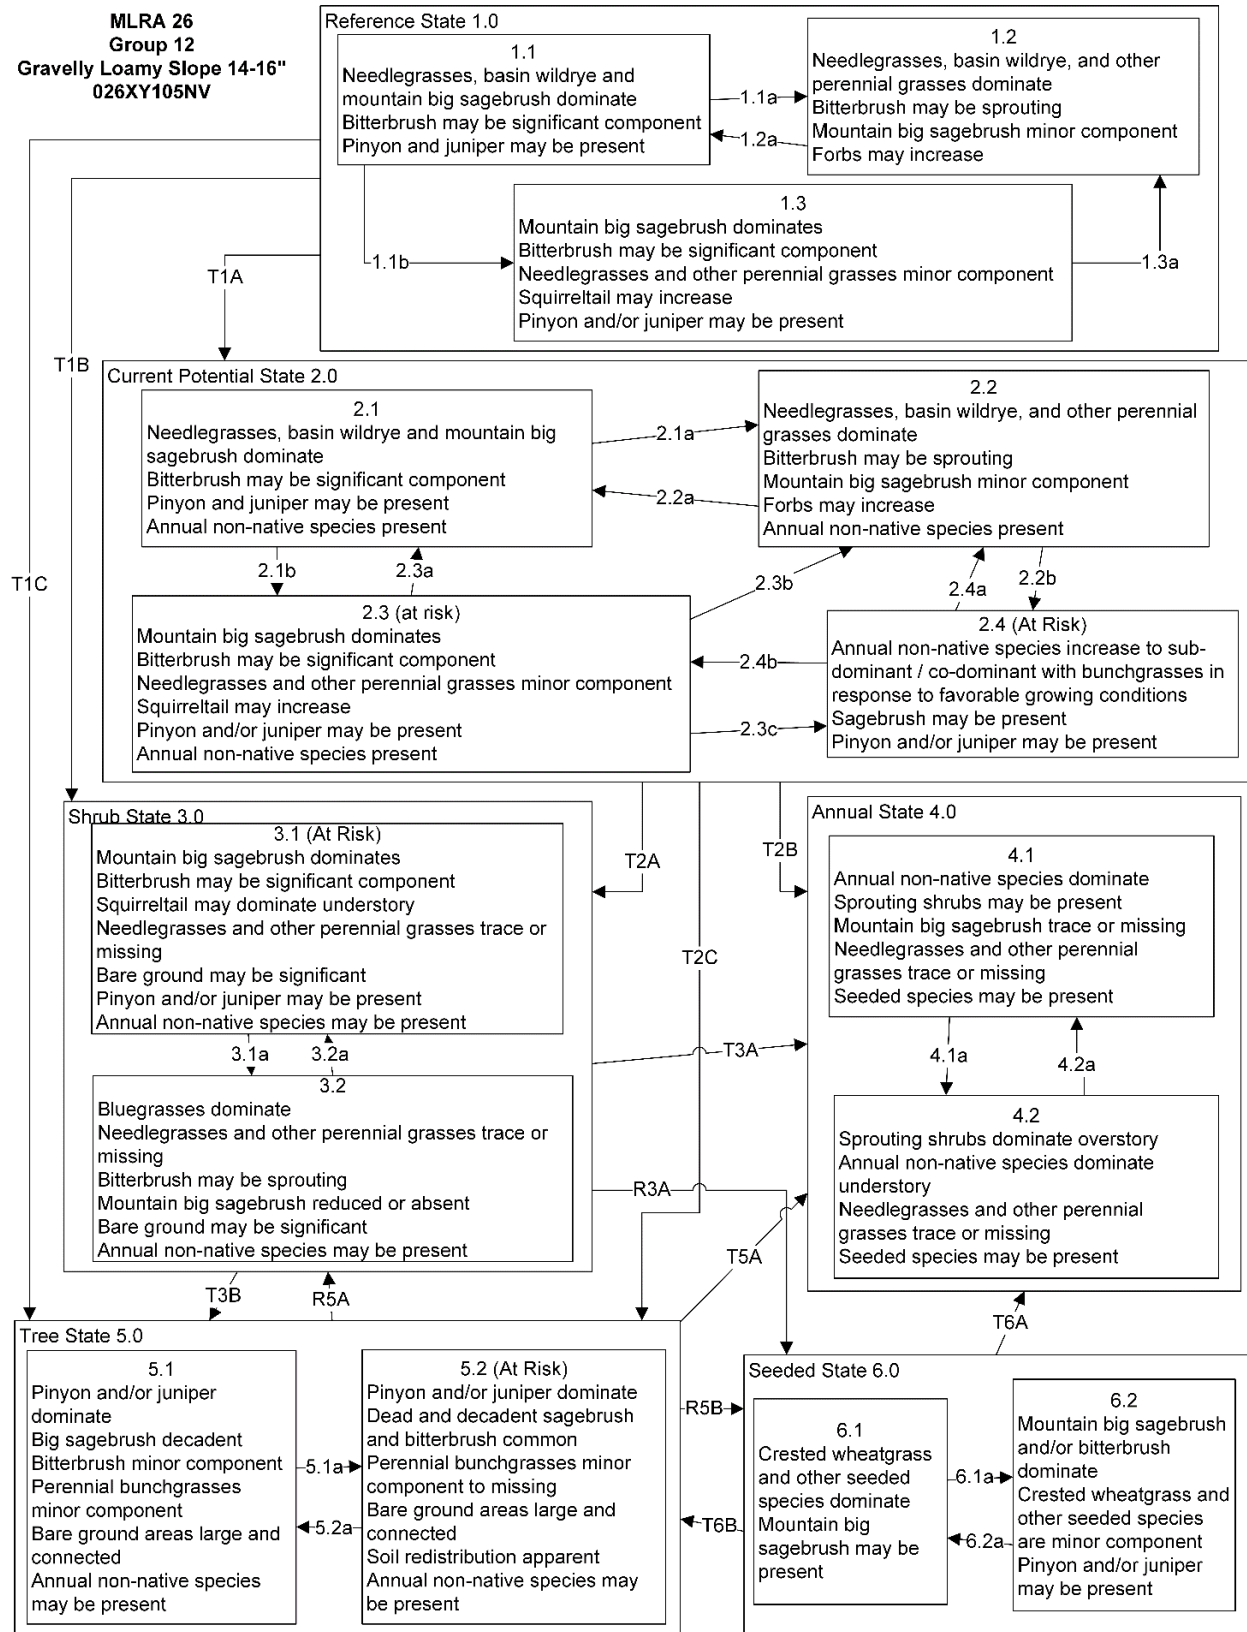 MLRA 26
Group 12
Gravelly Loamy Slope 14-16"
026XY105NV
Reference State 1.0
1.1
Needlegrasses, basin wildrye and
mountain big sagebrush dominate
Bitterbrush may be significant component
Pinyon and juniper may be present
1.1a
1.2a
1.2
Needlegrasses, basin wildrye, and other
perennial grasses dominate
Bitterbrush may be sprouting
Mountain big sagebrush minor component
Forbs may increase
1.3
Mountain big sagebrush dominates
Bitterbrush may be significant component
Needlegrasses and other perennial grasses minor component
Squirreltail may increase
Pinyon and/or juniper may be present
1.1b
1.3a
T1A
T1B
T1C
Current Potential State 2.0
2.1
Needlegrasses, basin wildrye and mountain big
sagebrush dominate
Bitterbrush may be significant component
Pinyon and juniper may be present
Annual non-native species present
2.1a
2.2a
2.2
Needlegrasses, basin wildrye, and other perennial
grasses dominate
Bitterbrush may be sprouting
Mountain big sagebrush minor component
Forbs may increase
Annual non-native species present
2.1b
2.3a
2.3b
2.4a
2.2b
2.3 (at risk)
Mountain big sagebrush dominates
Bitterbrush may be significant component
Needlegrasses and other perennial grasses minor component
Squirreltail may increase
Pinyon and/or juniper may be present
Annual non-native species present
2.4b
2.3c
2.4 (At Risk)
Annual non-native species increase to sub-
dominant / co-dominant with bunchgrasses in
response to favorable growing conditions
Sagebrush may be present
Pinyon and/or juniper may be present
T2A
T2B
T2C
Shrub State 3.0
3.1 (At Risk)
Mountain big sagebrush dominates
Bitterbrush may be significant component
Squirreltail may dominate understory
Needlegrasses and other perennial grasses trace or
missing
Bare ground may be significant
Pinyon and/or juniper may be present
Annual non-native species may be present
3.1a
3.2a
3.2
Bluegrasses dominate
Needlegrasses and other perennial grasses trace or
missing
Bitterbrush may be sprouting
Mountain big sagebrush reduced or absent
Bare ground may be significant
Annual non-native species may be present
T3A
R3A
T3B
R5A
T5A
Annual State 4.0
4.1
Annual non-native species dominate
Sprouting shrubs may be present
Mountain big sagebrush trace or missing
Needlegrasses and other perennial
grasses trace or missing
Seeded species may be present
4.1a
4.2a
4.2
Sprouting shrubs dominate overstory
Annual non-native species dominate
understory
Needlegrasses and other perennial
grasses trace or missing
Seeded species may be present
T6A
Tree State 5.0
5.1
Pinyon and/or juniper
dominate
Big sagebrush decadent
Bitterbrush minor component
Perennial bunchgrasses
minor component
Bare ground areas large and
connected
Annual non-native species
may be present
5.1a
5.2a
5.2 (At Risk)
Pinyon and/or juniper dominate
Dead and decadent sagebrush
and bitterbrush common
Perennial bunchgrasses minor
component to missing
Bare ground areas large and
connected
Soil redistribution apparent
Annual non-native species may
be present
R5B
T6B
Seeded State 6.0
6.1
Crested wheatgrass
and other seeded
species dominate
Mountain big
sagebrush may be
present
6.1a
6.2a
6.2
Mountain big sagebrush
and/or bitterbrush
dominate
Crested wheatgrass and
other seeded species
are minor component
Pinyon and/or juniper
may be present